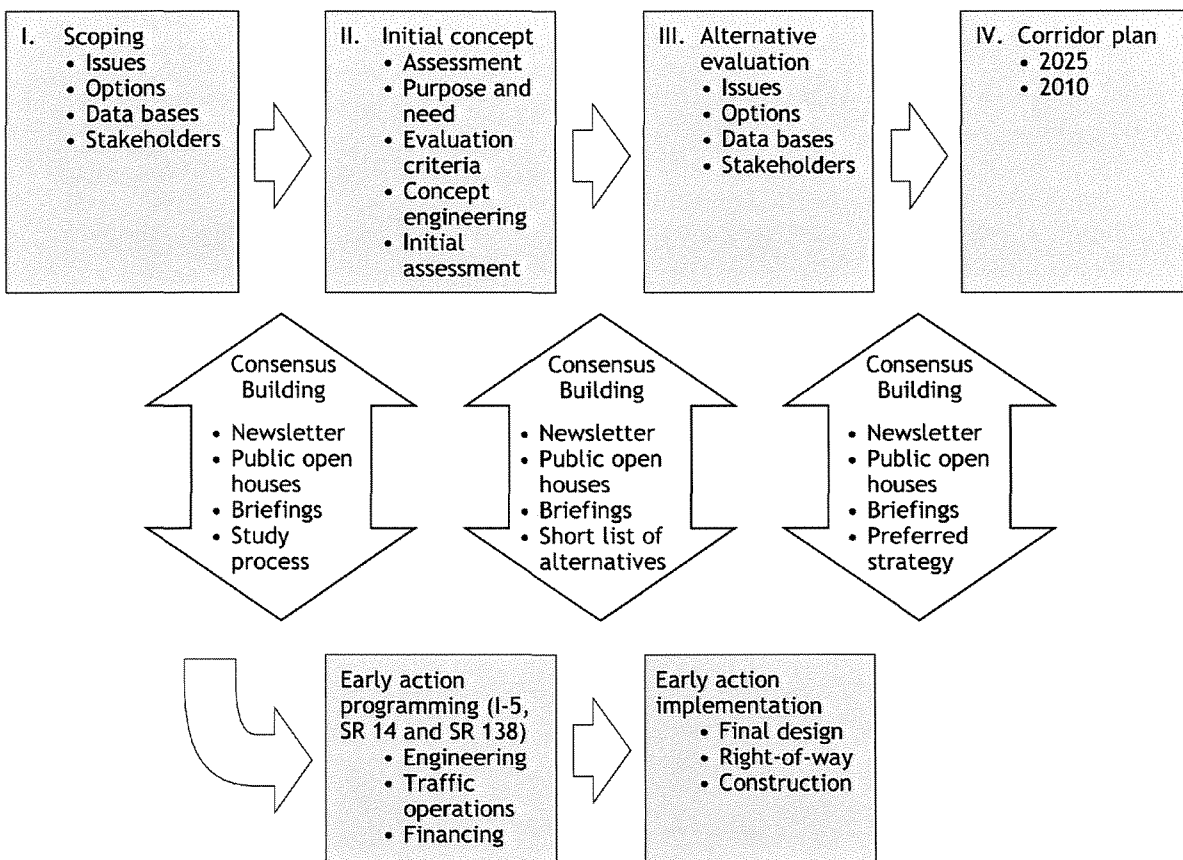 I. Scoping
• Issues
• Options
• Data bases
• Stakeholders
II. Initial concept
• Assessment
• Purpose and
need
• Evaluation
criteria
• Concept
engineering
• Initial
assessment
III. Alternative
evaluation
• Issues
• Options
• Data bases
• Stakeholders
IV. Corridor plan
• 2025
• 2010
Consensus
Building
• Newsletter
• Public open
houses
• Briefings
• Study
process
Consensus
Building
• Newsletter
• Public open
houses
• Briefings
• Short list of
alternatives
Consensus
Building
• Newsletter
• Public open
houses
• Briefings
• Preferred
strategy
Early action
programming (I-5,
SR 14 and SR 138)
• Engineering
• Traffic
operations
• Financing
Early action
implementation
• Final design
• Right-of-way
• Construction